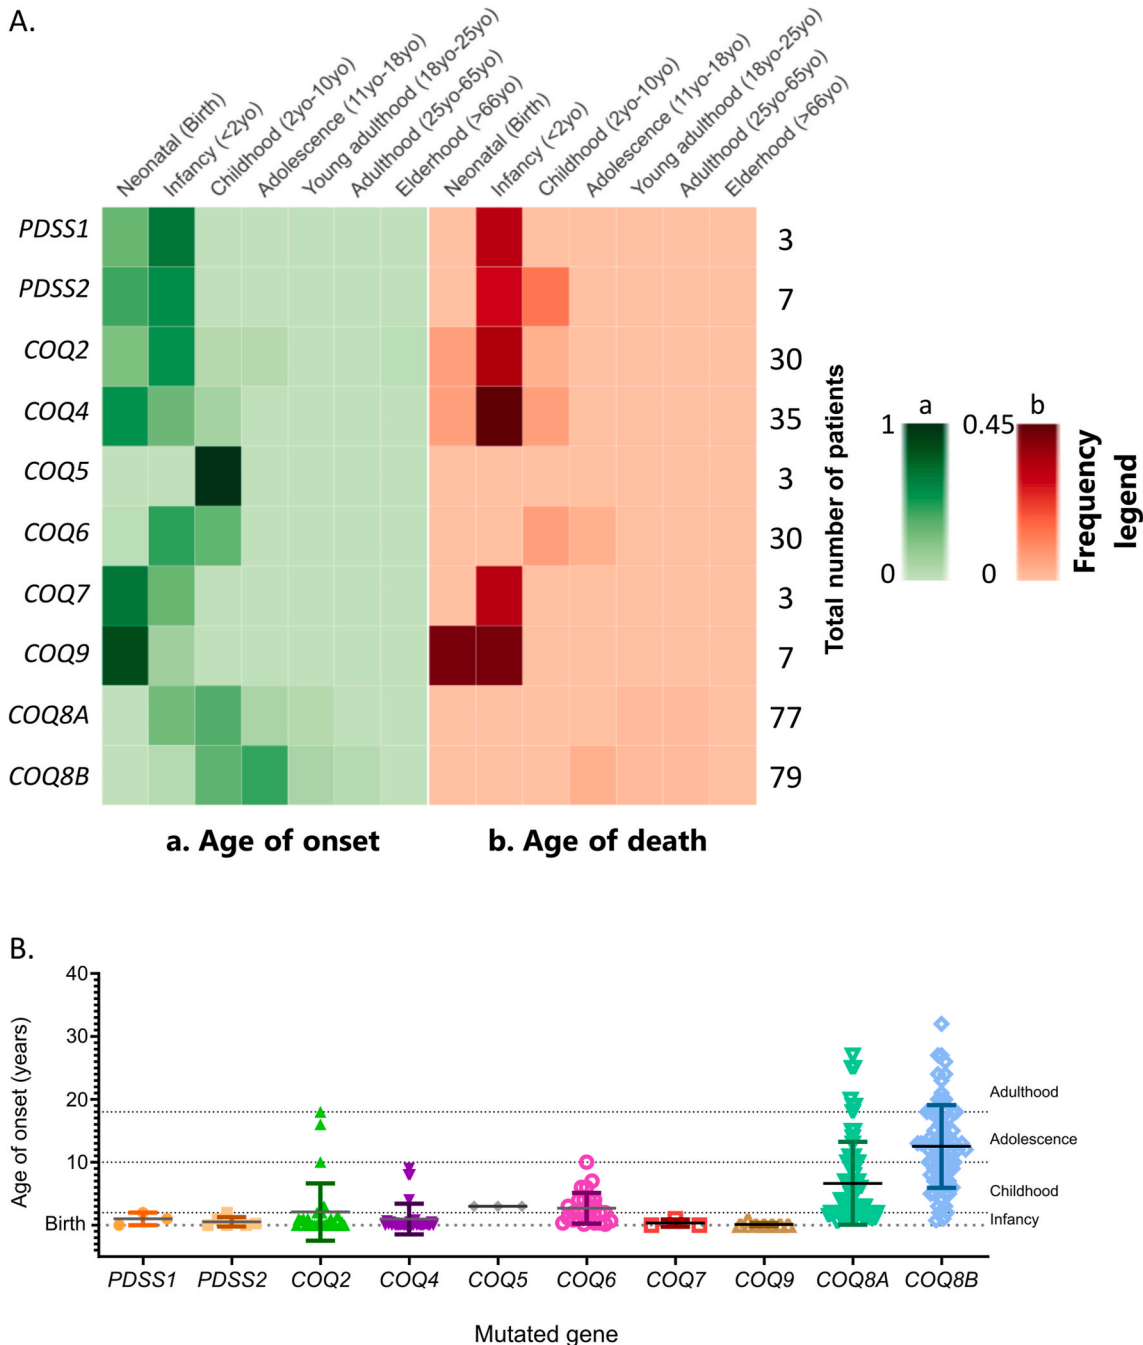 A.
Neonatal (Birth)
Infancy (<2yo)
Childhood (2yo-10yo)
Adolescence (11yo-18yo)
Young adulthood (18yo-25yo)
Adulthood (25yo-65yo)
Elderhood (>66yo)
Neonatal (Birth)
Infancy (<2yo)
Childhood (2yo-10yo)
Adolescence (11yo-18yo)
Young adulthood (18yo-25yo)
Adulthood (25yo-65yo)
Elderhood (>66yo)
PDSS1 3
PDSS2 7
COQ2 30
COQ4 35
COQ5 3
COQ6 30
COQ7 3
COQ9 7
COQ8A 77
COQ8B 79
Total number of patients
a b
1 0.45
0 0
Frequency
legend
a. Age of onset b. Age of death
B.
Age of onset (years)
40
30
20
10
Birth
Adulthood
Adolescence
Childhood
Infancy
PDSS1 PDSS2 COQ2 COQ4 COQ5 COQ6 COQ7 COQ9 COQ8A COQ8B
Mutated gene